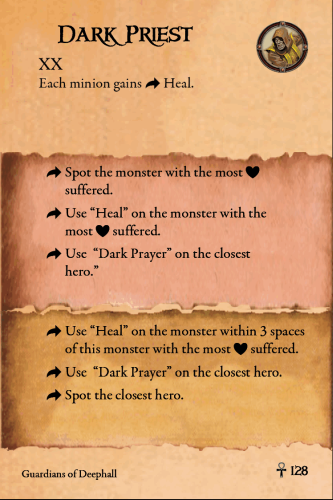 DARK PRIEST
XX
Each minion gains Heal.
Spot the monster with the most
suffered.
Use “Heal” on the monster with the
most suffered.
Use “Dark Prayer” on the closest
hero.”
Use “Heal” on the monster within 3 spaces
of this monster with the most suffered.
Use “Dark Prayer” on the closest hero.
Spot the closest hero.
Guardians of Deephall
128